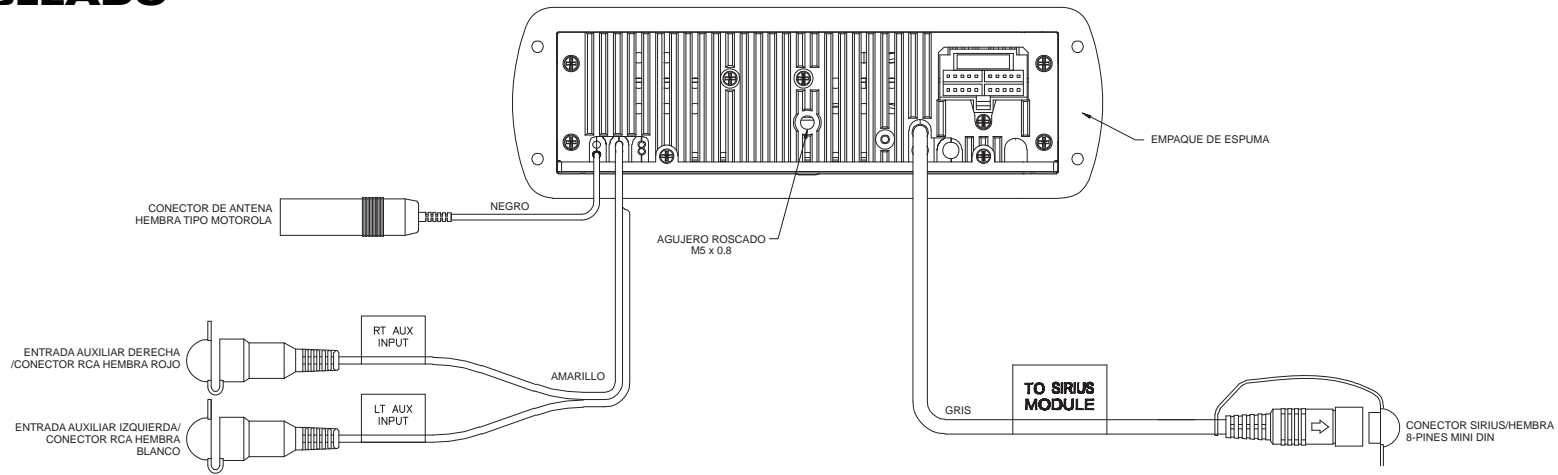 EMPAQUE DE ESPUMA
CONECTOR DE ANTENA
HEMBRA TIPO MOTOROLA
NEGRO
AGUJERO ROSCADO
M5 x 0.8
RT AUX
INPUT
ENTRADA AUXILIAR DERECHA
/CONECTOR RCA HEMBRA ROJO
AMARILLO
LT AUX
INPUT
ENTRADA AUXILIAR IZQUIERDA/
CONECTOR RCA HEMBRA
BLANCO
GRIS
TO SIRIUS
MODULE
CONECTOR SIRIUS/HEMBRA
8-PINES MINI DIN